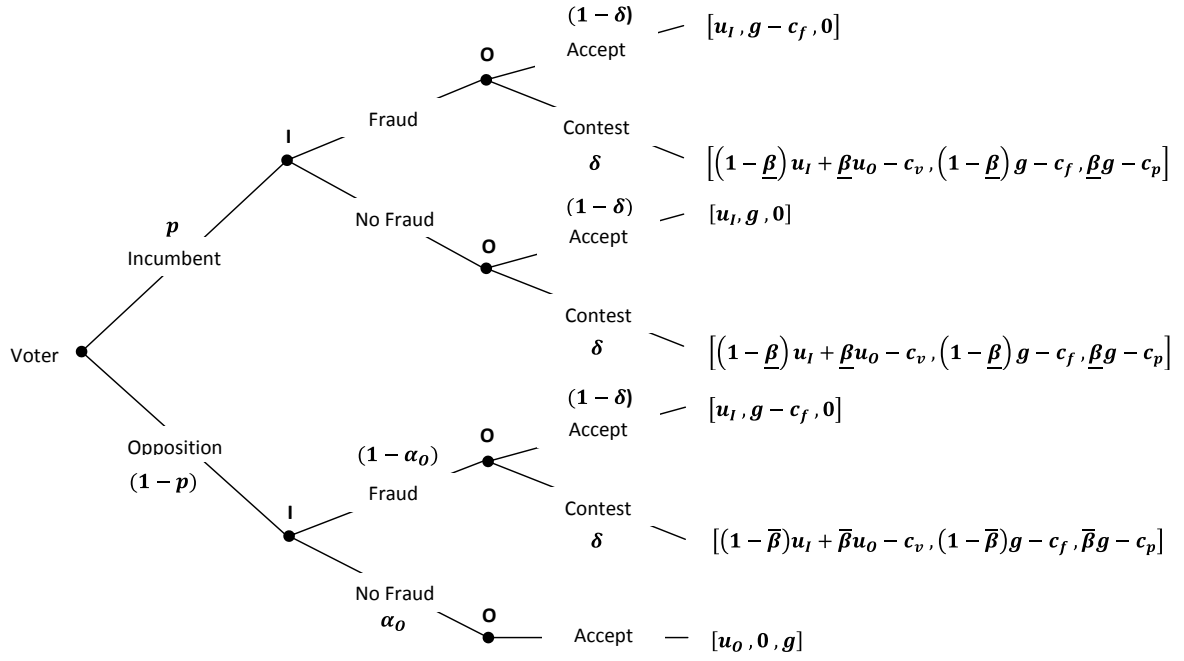 (1 − δ)
Accept
[u_I , g − c_f , 0]
O
Fraud
Contest
δ
[(1 − β̲) u_I + β̲u_O − c_v , (1 − β̲) g − c_f , β̲g − c_p]
I
(1 − δ)
Accept
[u_I , g , 0]
No Fraud
O
p
Incumbent
Contest
δ
[(1 − β̲) u_I + β̲u_O − c_v , (1 − β̲) g − c_f , β̲g − c_p]
Voter
(1 − δ)
Accept
[u_I , g − c_f , 0]
Opposition
(1 − p)
(1 − α_O)
Fraud
O
I
Contest
δ
[(1 − β̅)u_I + β̅u_O − c_v , (1 − β̅)g − c_f , β̅g − c_p]
No Fraud
α_O
O
Accept
[u_O , 0 , g]